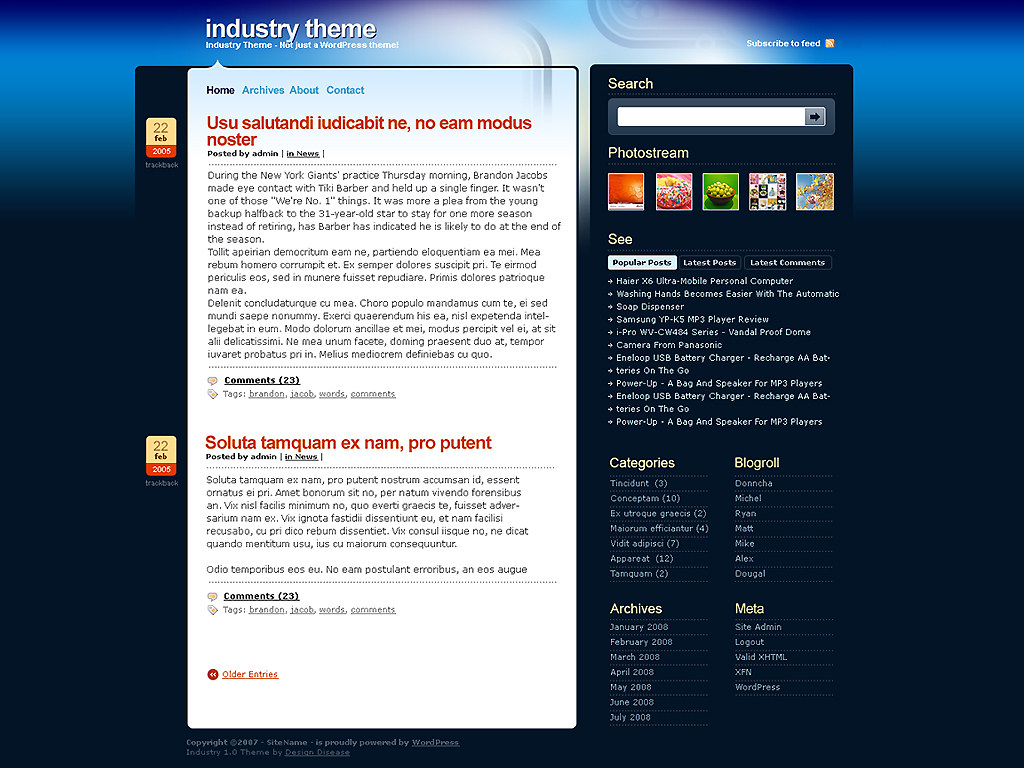 industry theme
Industry Theme - Not just a WordPress theme!
Subscribe to feed
Home Archives About Contact
22
feb
2005
trackback
Usu salutandi iudicabit ne, no eam modus
noster
Posted by admin | in News |
During the New York Giants' practice Thursday morning, Brandon Jacobs
made eye contact with Tiki Barber and held up a single finger. It wasn't
one of those "We're No. 1" things. It was more a plea from the young
backup halfback to the 31-year-old star to stay for one more season
instead of retiring, has Barber has indicated he is likely to do at the end of
the season.
Tollit apeirian democritum eam ne, partiendo eloquentiam ea mei. Mea
rebum homero corrumpit et. Ex semper dolores suscipit pri. Te eirmod
periculis eos, sed in munere fuisset repudiare. Primis dolores patrioque
nam ea.
Delenit concludaturque cu mea. Choro populo mandamus cum te, ei sed
mundi saepe nonummy. Exerci quaerendum his ea, nisl expetenda intel-
legebat in eum. Modo dolorum ancillae et mei, modus percipit vel ei, at sit
alii delicatissimi. Ne mea unum facete, doming praesent duo at, tempor
iuvaret probatus pri in. Melius mediocrem definiebas cu quo.
Comments (23)
Tags: brandon, jacob, words, comments
22
feb
2005
trackback
Soluta tamquam ex nam, pro putent
Posted by admin | in News |
Soluta tamquam ex nam, pro putent nostrum accumsan id, essent
ornatus ei pri. Amet bonorum sit no, per natum vivendo forensibus
an. Vix nisl facilis minimum no, quo everti graecis te, fuisset adver-
sarium nam ex. Vix ignota fastidii dissentiunt eu, et nam facilisi
recusabo, cu pri dico rebum dissentiet. Vix consul iisque no, ne dicat
quando mentitum usu, ius cu maiorum consequuntur.
Odio temporibus eos eu. No eam postulant erroribus, an eos augue
Comments (23)
Tags: brandon, jacob, words, comments
Older Entries
Search
Photostream
See
Popular Posts Latest Posts Latest Comments
Haier X6 Ultra-Mobile Personal Computer
Washing Hands Becomes Easier With The Automatic
Soap Dispenser
Samsung YP-K5 MP3 Player Review
i-Pro WV-CW484 Series - Vandal Proof Dome
Camera From Panasonic
Eneloop USB Battery Charger - Recharge AA Bat-
teries On The Go
Power-Up - A Bag And Speaker For MP3 Players
Eneloop USB Battery Charger - Recharge AA Bat-
teries On The Go
Power-Up - A Bag And Speaker For MP3 Players
Categories
Tincidunt (3)
Conceptam (10)
Ex utroque graecis (2)
Maiorum efficiantur (4)
Vidit adipisci (7)
Appareat (12)
Tamquam (2)
Blogroll
Donncha
Michel
Ryan
Matt
Mike
Alex
Dougal
Archives
January 2008
February 2008
March 2008
April 2008
May 2008
June 2008
July 2008
Meta
Site Admin
Logout
Valid XHTML
XFN
WordPress
Copyright ©2007 - SiteName - is proudly powered by WordPress
Industry 1.0 Theme by Design Disease